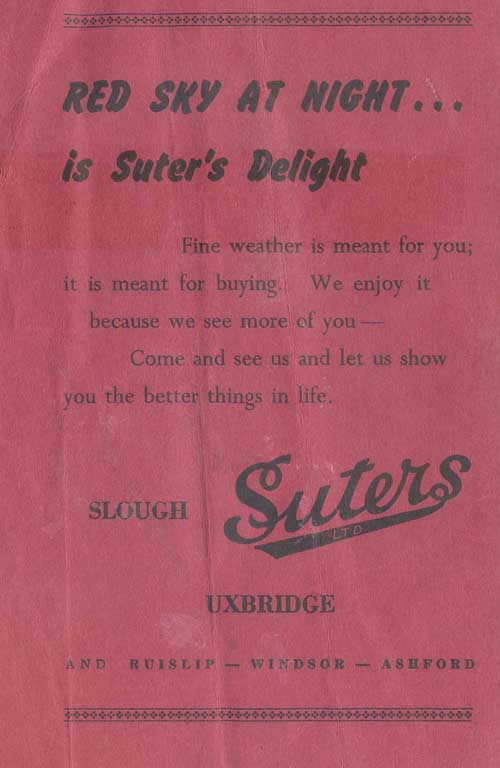 RED SKY AT NIGHT...
is Suter's Delight
Fine weather is meant for you;
it is meant for buying. We enjoy it
because we see more of you —
Come and see us and let us show
you the better things in life.
SLOUGH
Suters
LTD
UXBRIDGE
AND RUISLIP — WINDSOR — ASHFORD